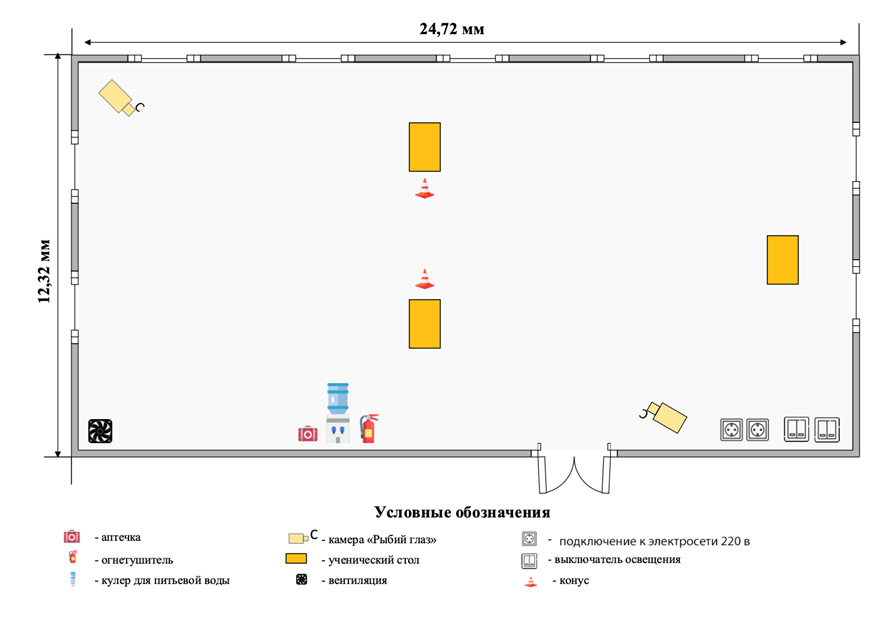 24,72 мм
12,32 мм
Условные обозначения
- аптечка
- огнетушитель
- кулер для питьевой воды
С - камера «Рыбий глаз»
- ученический стол
- вентиляция
- подключение к электросети 220 в
- выключатель освещения
- конус